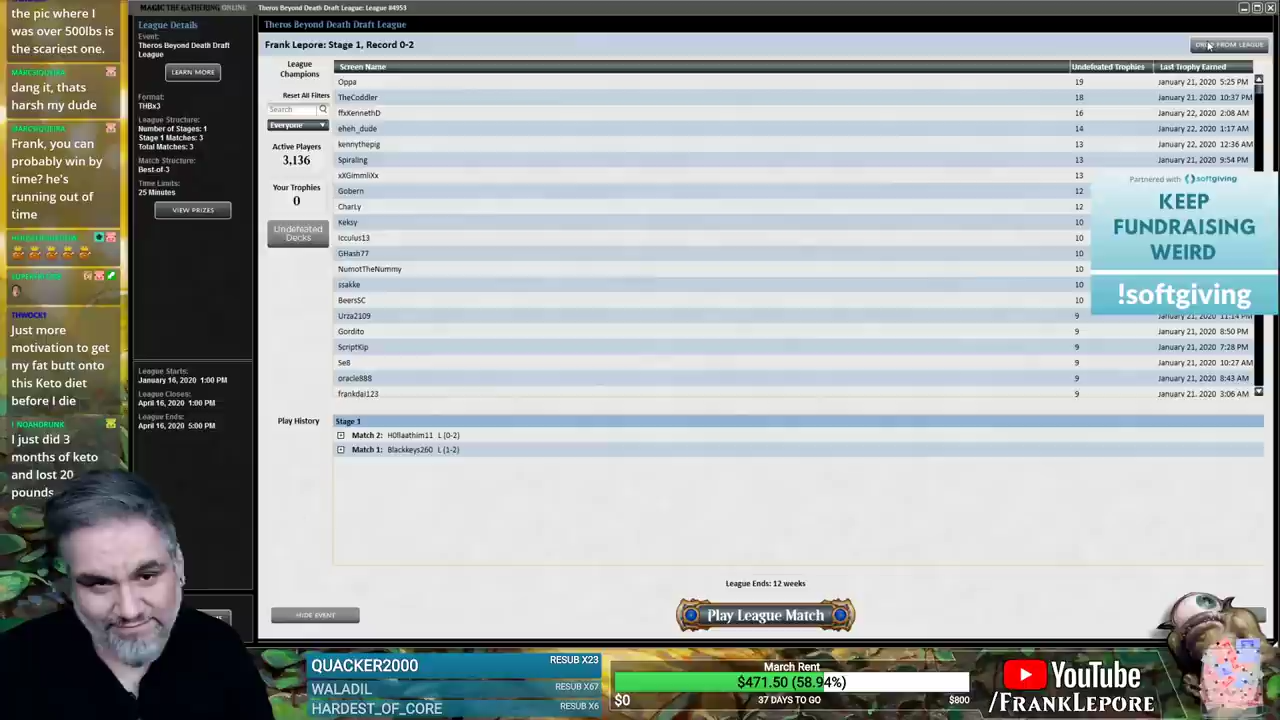 the pic where I
was over 500lbs is
the scariest one.
MARCIIQUEIRA
dang it, thats
harsh my dude
MARCIIQUEIRA
Frank, you can
probably win by
time? he's
running out of
time
THWOCK1
Just more
motivation to get
my fat butt onto
this Keto diet
before I die
I_NOAHDRUNK
I just did 3
months of keto
and lost 20
pounds
MAGIC THE GATHERING ONLINE
Theros Beyond Death Draft League: League #4953
League Details
Event:
Theros Beyond Death Draft
League
LEARN MORE
Format:
THBx3
League Structure:
Number of Stages: 1
Stage 1 Matches: 3
Total Matches: 3
Match Structure:
Best-of-3
Time Limits:
25 Minutes
VIEW PRIZES
League Starts:
January 16, 2020 1:00 PM
League Closes:
April 16, 2020 1:00 PM
League Ends:
April 16, 2020 5:00 PM
Theros Beyond Death Draft League
Frank Lepore: Stage 1, Record 0-2
DROP FROM LEAGUE
League
Champions
Reset All Filters
Search
Everyone
Active Players
3,136
Your Trophies
0
Undefeated
Decks
Screen Name Undefeated Trophies Last Trophy Earned
Oppa 19 January 21, 2020 5:25 PM
TheCoddler 18 January 21, 2020 10:37 PM
ffxKennethD 16 January 22, 2020 2:08 AM
eheh_dude 14 January 22, 2020 1:17 AM
kennythepig 13 January 22, 2020 12:36 AM
Spiraling 13 January 21, 2020 9:54 PM
xXGimmliXx 13
Gobern 12
CharLy 12
Keksy 10
Icculus13 10
GHash77 10
NumotTheNummy 10
ssakke 10
BeersSC 10
Urza2109 9 January 21, 2020 11:14 PM
Gordito 9 January 21, 2020 8:50 PM
ScriptKip 9 January 21, 2020 7:28 PM
Se8 9 January 21, 2020 10:27 AM
oracle888 9 January 21, 2020 8:43 AM
frankdai123 9 January 21, 2020 3:06 AM
Partnered with softgiving
KEEP
FUNDRAISING
WEIRD
!softgiving
Play History
Stage 1
Match 2: H0llaathim11 L (0-2)
Match 1: Blackkeys260 L (1-2)
League Ends: 12 weeks
HIDE EVENT
Play League Match
QUACKER2000 RESUB X23
WALADIL RESUB X67
HARDEST_OF_CORE RESUB X6
March Rent
$471.50 (58.94%)
$0 37 DAYS TO GO $800
YouTube
/FrankLepore